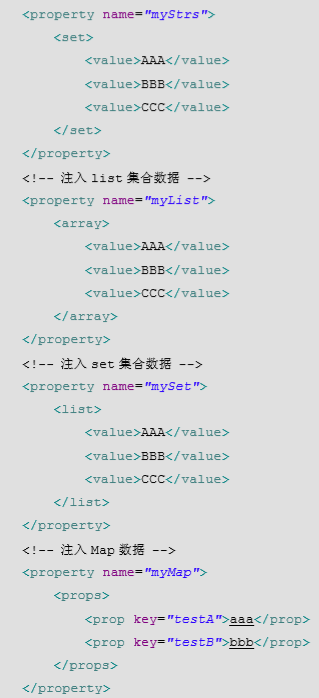 <property name="myStrs">
<set>
<value>AAA</value>
<value>BBB</value>
<value>CCC</value>
</set>
</property>
<!-- 注入 list 集合数据 -->
<property name="myList">
<array>
<value>AAA</value>
<value>BBB</value>
<value>CCC</value>
</array>
</property>
<!-- 注入 set 集合数据 -->
<property name="mySet">
<list>
<value>AAA</value>
<value>BBB</value>
<value>CCC</value>
</list>
</property>
<!-- 注入 Map 数据 -->
<property name="myMap">
<props>
<prop key="testA">aaa</prop>
<prop key="testB">bbb</prop>
</props>
</property>